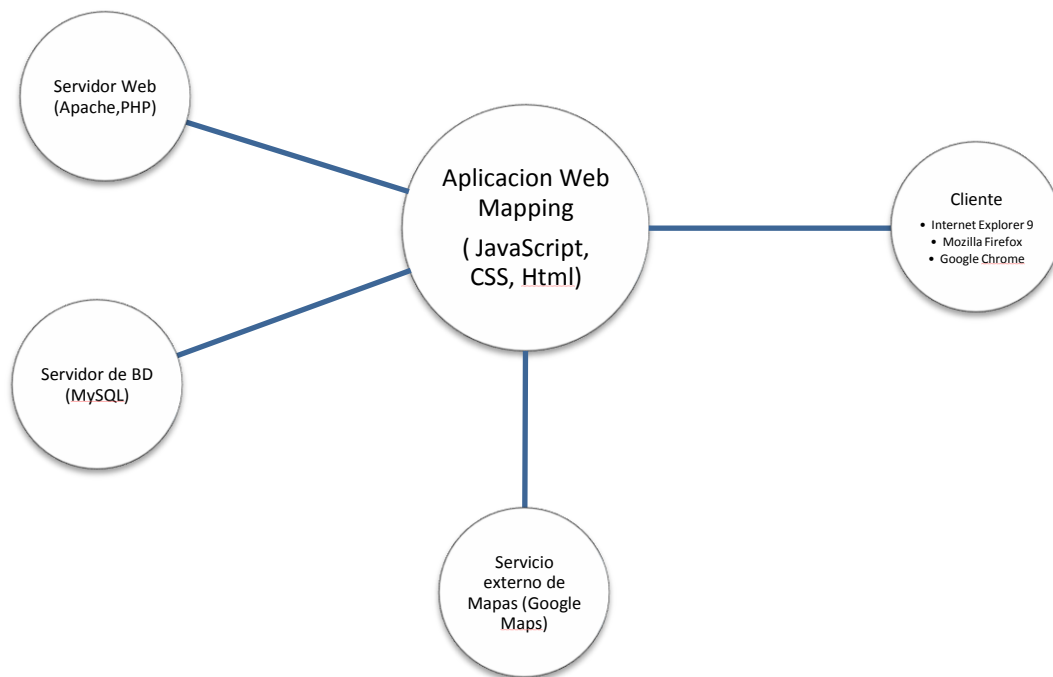 Servidor Web
(Apache,PHP)
Aplicacion Web
Mapping
( JavaScript,
CSS, Html)
Cliente
• Internet Explorer 9
• Mozilla Firefox
• Google Chrome
Servidor de BD
(MySQL)
Servicio
externo de
Mapas (Google
Maps)